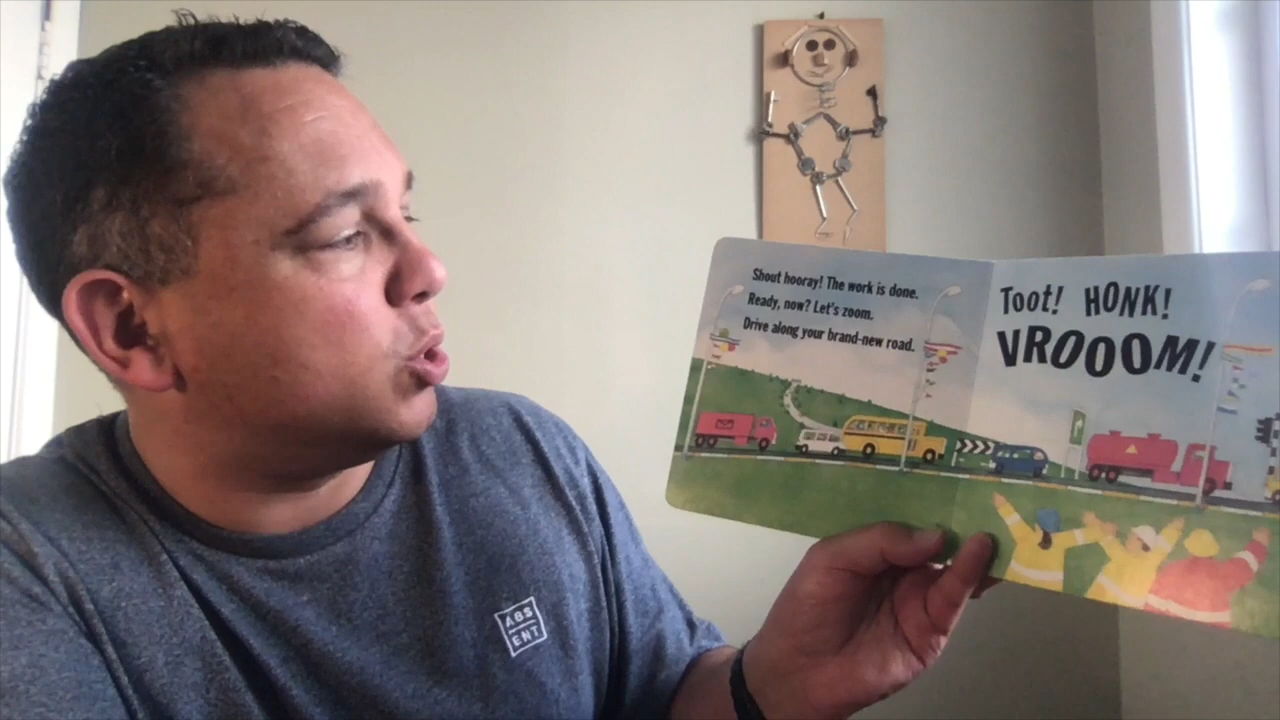 Shout hooray! The work is done.
Ready, now? Let's zoom.
Drive along your brand-new road.
Toot! HONK!
VROOOM!
ABS
ENT